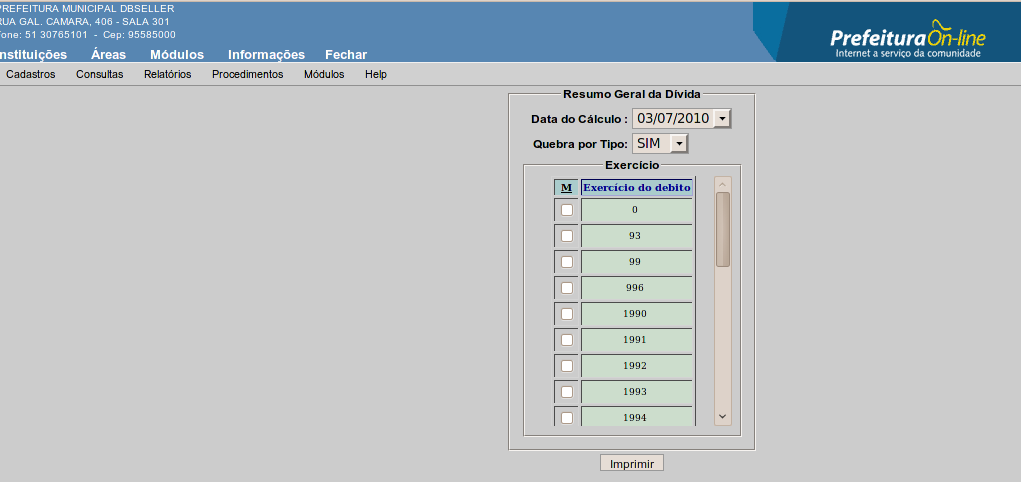 PREFEITURA MUNICIPAL DBSELLER
RUA GAL. CAMARA, 406 - SALA 301
Fone: 51 30765101 - Cep: 95585000
Prefeitura On-line
Internet a serviço da comunidade
Instituições Áreas Módulos Informações Fechar
Cadastros Consultas Relatórios Procedimentos Módulos Help
Resumo Geral da Dívida
Data do Cálculo : 03/07/2010
Quebra por Tipo: SIM
Exercício
M Exercício do debito
0
93
99
996
1990
1991
1992
1993
1994
Imprimir